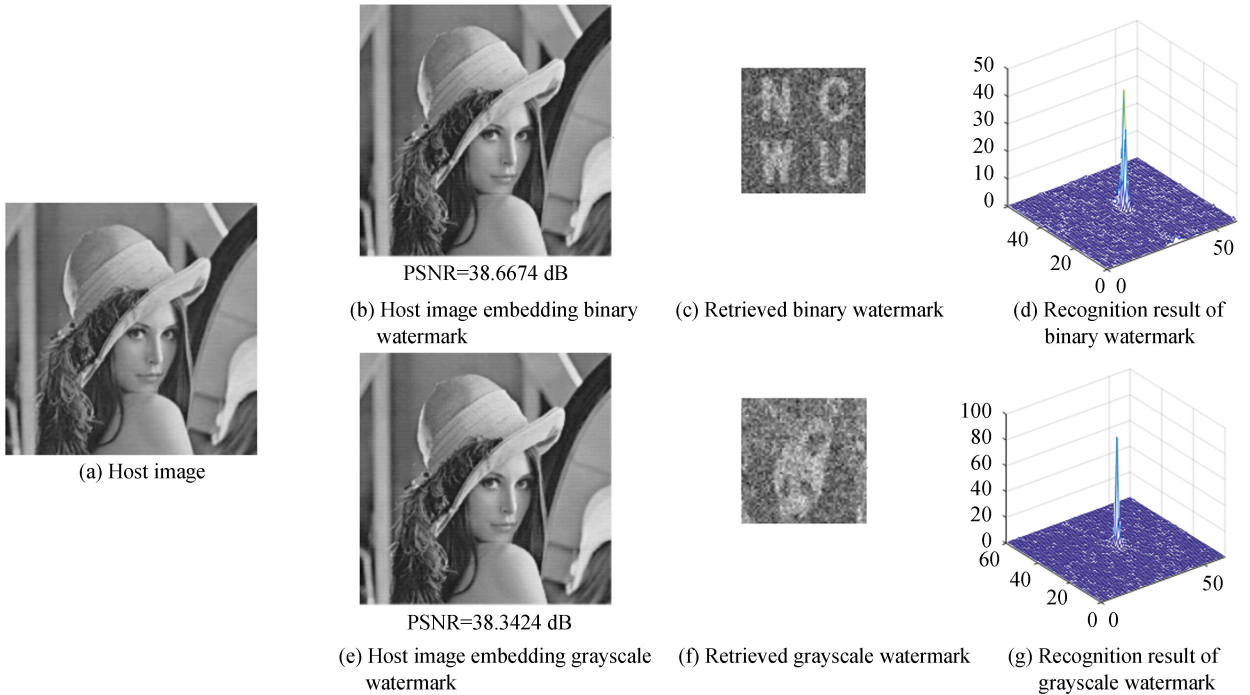 (a) Host image
PSNR=38.6674 dB
(b) Host image embedding binary
watermark
N C
W U
(c) Retrieved binary watermark
50
40
30
20
10
0
40
20
0 0
50
(d) Recognition result of
binary watermark
PSNR=38.3424 dB
(e) Host image embedding grayscale
watermark
(f) Retrieved grayscale watermark
100
80
60
40
20
0
60
40
20
0 0
50
(g) Recognition result of
grayscale watermark